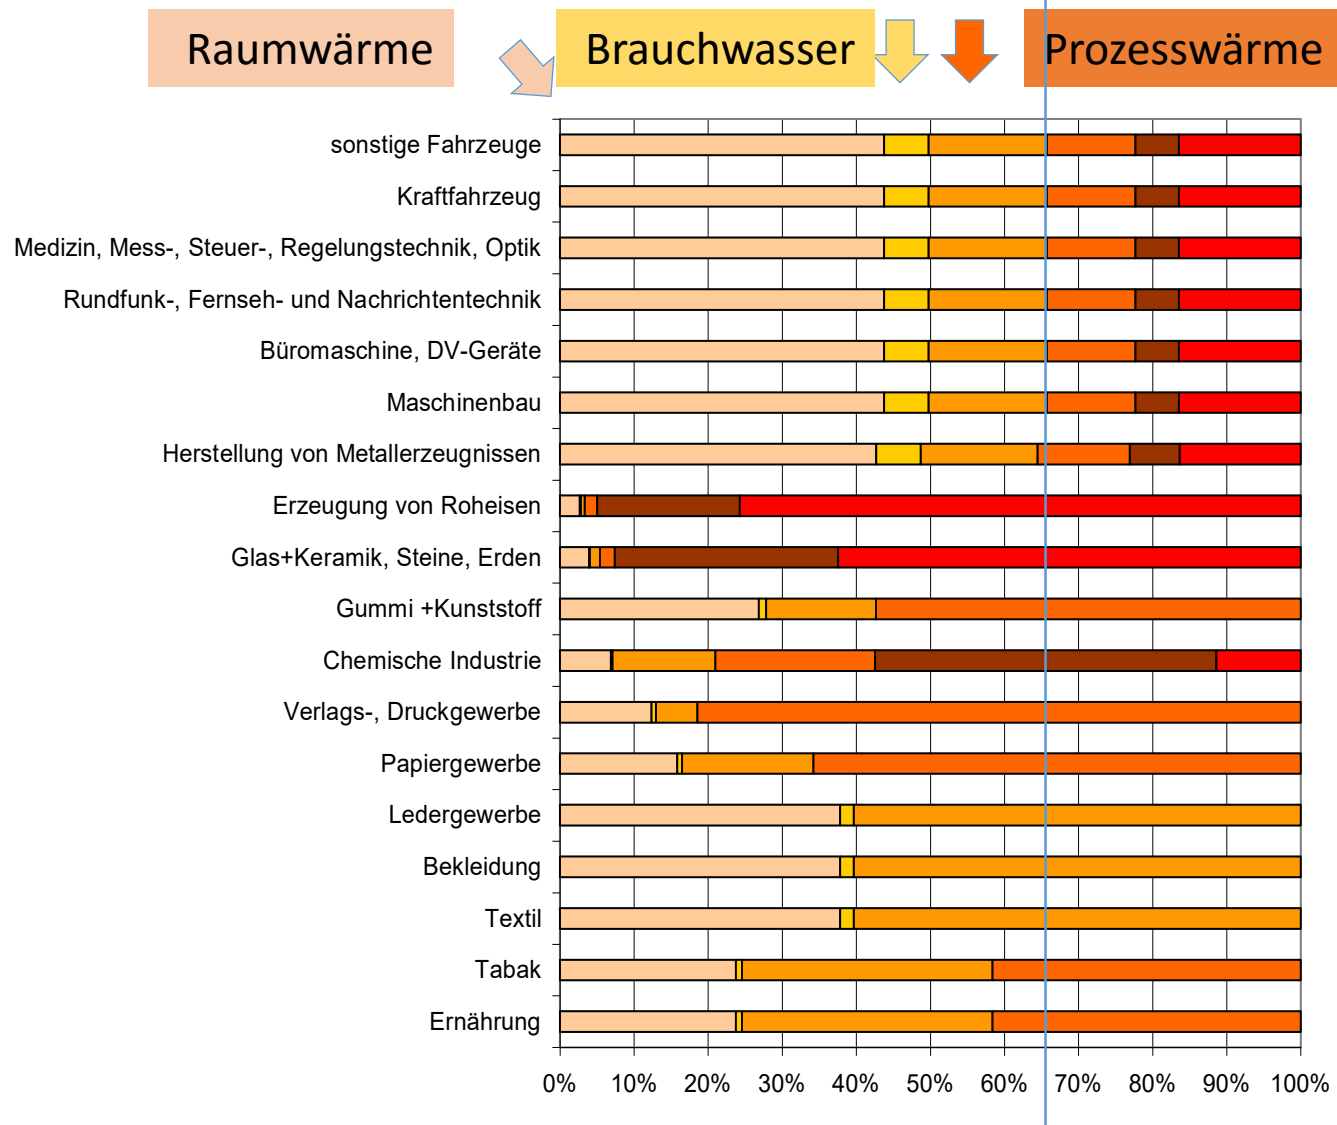 Raumwärme
Brauchwasser
Prozesswärme
sonstige Fahrzeuge
Kraftfahrzeug
Medizin, Mess-, Steuer-, Regelungstechnik, Optik
Rundfunk-, Fernseh- und Nachrichtentechnik
Büromaschine, DV-Geräte
Maschinenbau
Herstellung von Metallerzeugnissen
Erzeugung von Roheisen
Glas+Keramik, Steine, Erden
Gummi +Kunststoff
Chemische Industrie
Verlags-, Druckgewerbe
Papiergewerbe
Ledergewerbe
Bekleidung
Textil
Tabak
Ernährung
0% 10% 20% 30% 40% 50% 60% 70% 80% 90% 100%